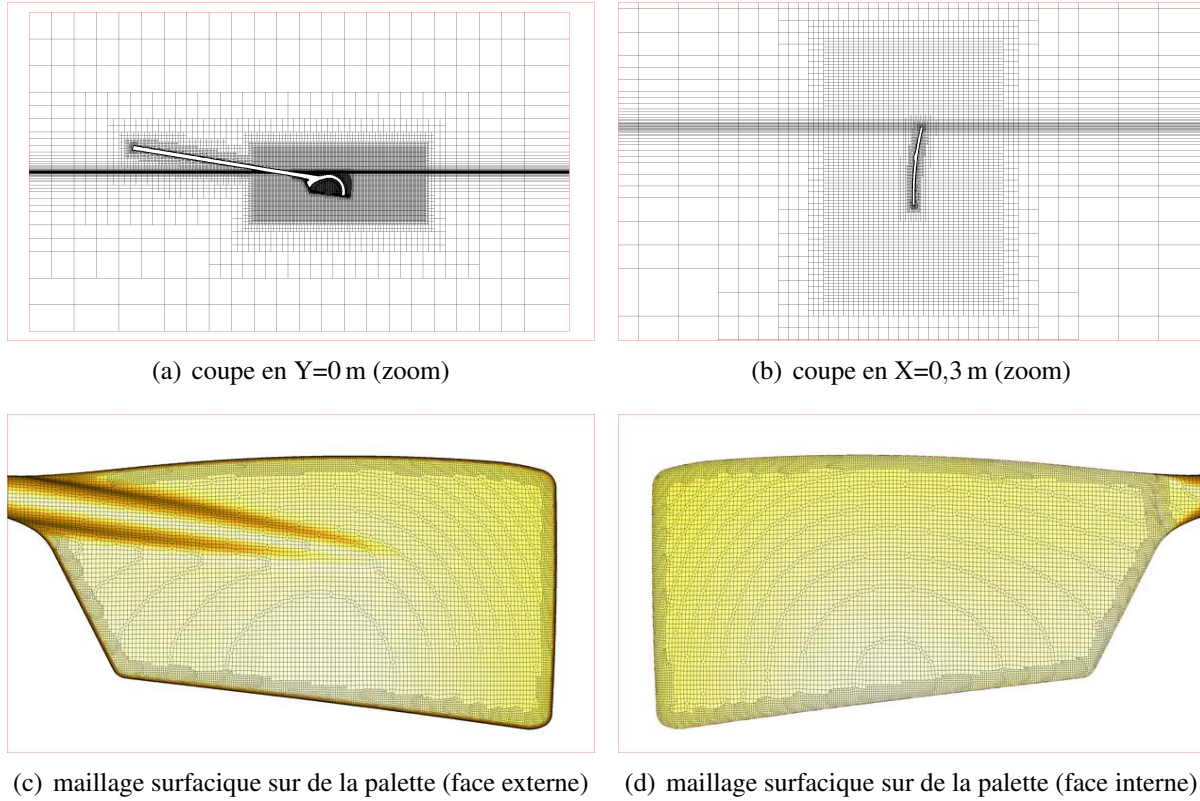 (a) coupe en Y=0 m (zoom)
(b) coupe en X=0,3 m (zoom)
(c) maillage surfacique sur de la palette (face externe)
(d) maillage surfacique sur de la palette (face interne)